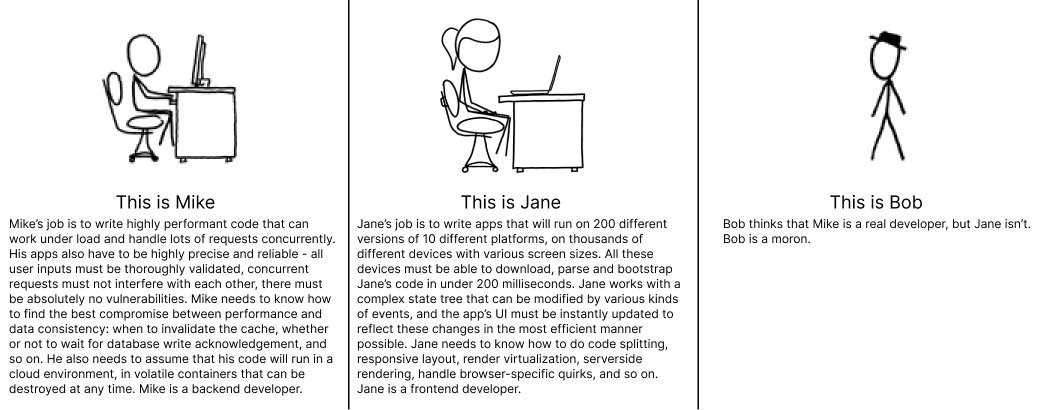 This is Mike
Mike's job is to write highly performant code that can
work under load and handle lots of requests concurrently.
His apps also have to be highly precise and reliable - all
user inputs must be thoroughly validated, concurrent
requests must not interfere with each other, there must
be absolutely no vulnerabilities. Mike needs to know how
to find the best compromise between performance and
data consistency: when to invalidate the cache, whether
or not to wait for database write acknowledgement, and
so on. He also needs to assume that his code will run in a
cloud environment, in volatile containers that can be
destroyed at any time. Mike is a backend developer.
This is Jane
Jane's job is to write apps that will run on 200 different
versions of 10 different platforms, on thousands of
different devices with various screen sizes. All these
devices must be able to download, parse and bootstrap
Jane's code in under 200 milliseconds. Jane works with a
complex state tree that can be modified by various kinds
of events, and the app's UI must be instantly updated to
reflect these changes in the most efficient manner
possible. Jane needs to know how to do code splitting,
responsive layout, render virtualization, serverside
rendering, handle browser-specific quirks, and so on.
Jane is a frontend developer.
This is Bob
Bob thinks that Mike is a real developer, but Jane isn't.
Bob is a moron.